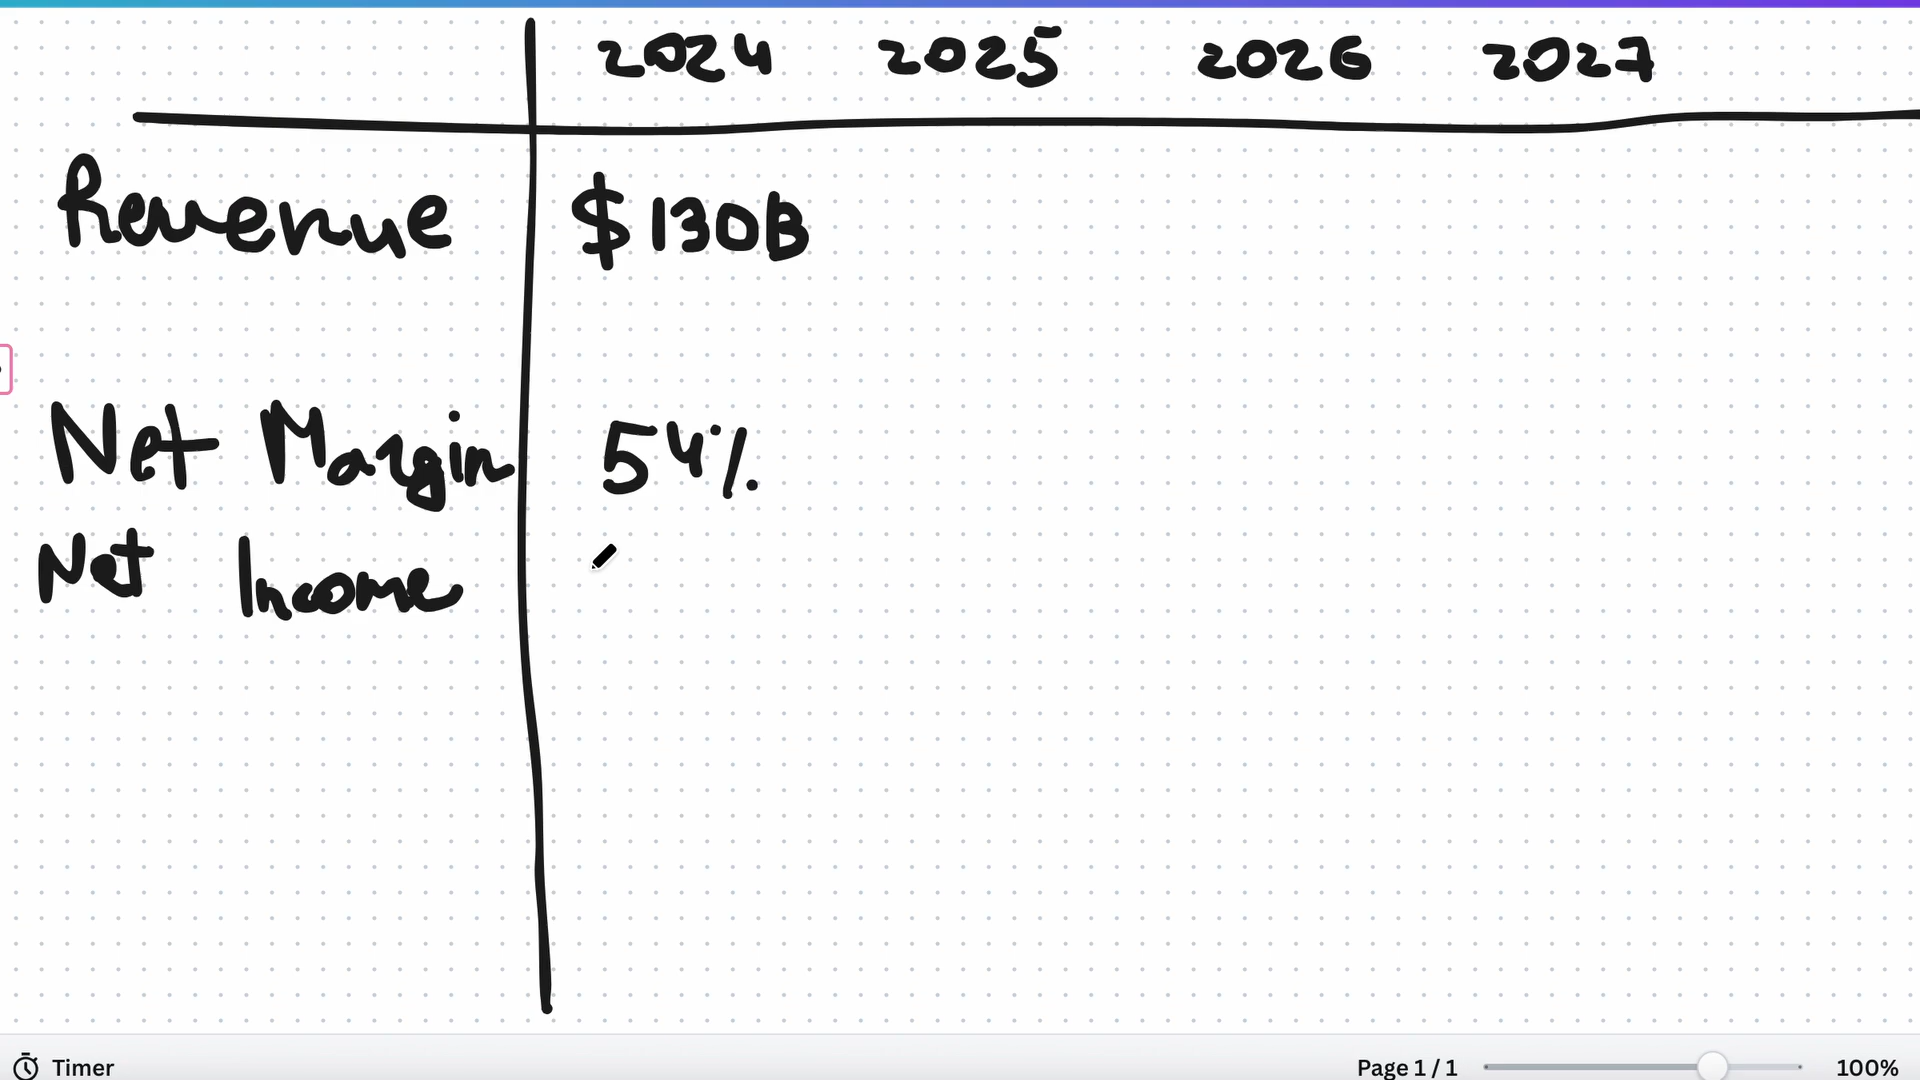 2024 2025 2026 2027
Revenue $130B
Net Margin 54%
Net Income
Timer Page 1 / 1 100%